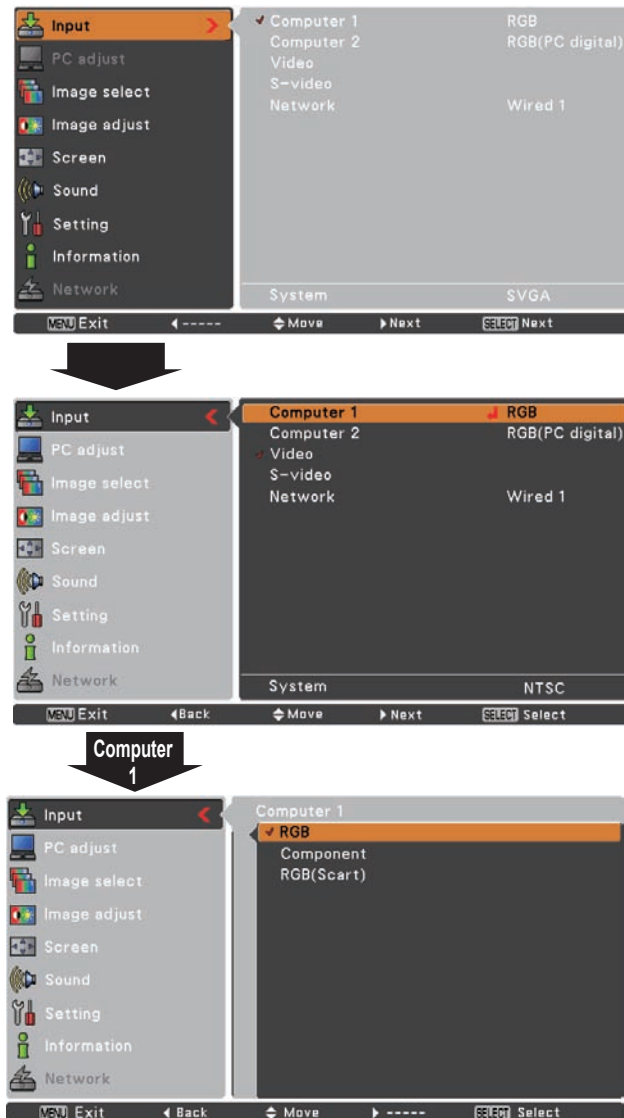 Input
PC adjust
Image select
Image adjust
Screen
Sound
Setting
Information
Network
Computer 1 RGB
Computer 2 RGB(PC digital)
Video
S-video
Network Wired 1
System SVGA
MENU Exit ◀----- Move ▶Next SELECT Next
Input
PC adjust
Image select
Image adjust
Screen
Sound
Setting
Information
Network
Computer 1 RGB
Computer 2 RGB(PC digital)
Video
S-video
Network Wired 1
System NTSC
MENU Exit ◀Back Move ▶Next SELECT Select
Computer
1
Input
PC adjust
Image select
Image adjust
Screen
Sound
Setting
Information
Network
Computer 1
RGB
Component
RGB(Scart)
MENU Exit ◀Back Move ▶----- SELECT Select